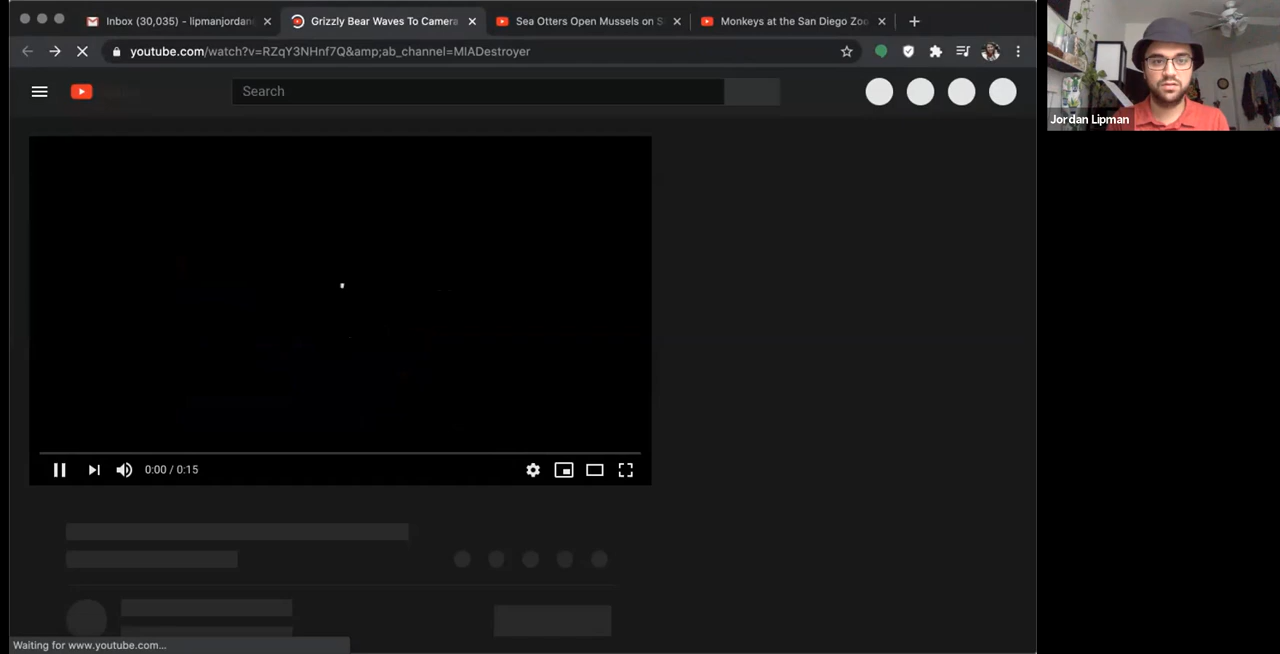 Inbox (30,035) - lipmanjordan
Grizzly Bear Waves To Camera
Sea Otters Open Mussels on S
Monkeys at the San Diego Zoo
youtube.com/watch?v=RZqY3NHnf7Q&amp;ab_channel=MIADestroyer
Search
Jordan Lipman
0:00 / 0:15
Waiting for www.youtube.com...